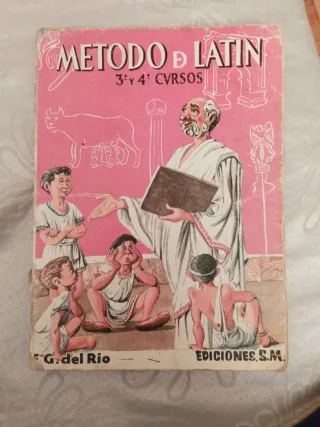 METODO D LATIN
3º y 4º CVRSOS
G. del Rio
EDICIONES, S.M.